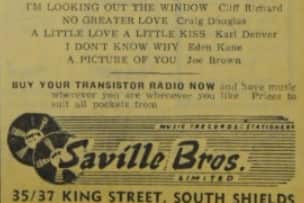 I'M LOOKING OUT THE WINDOW Cliff Richard
NO GREATER LOVE Craig Douglas
A LITTLE LOVE A LITTLE KISS Karl Denver
I DON'T KNOW WHY Eden Kane
A PICTURE OF YOU Joe Brown
BUY YOUR TRANSISTOR RADIO NOW and have music
wherever you are whenever you like Prices to
suit all pockets from
MUSIC RECORDS STATIONERY
Saville Bros.
LIMITED
35/37 KING STREET, SOUTH SHIELDS